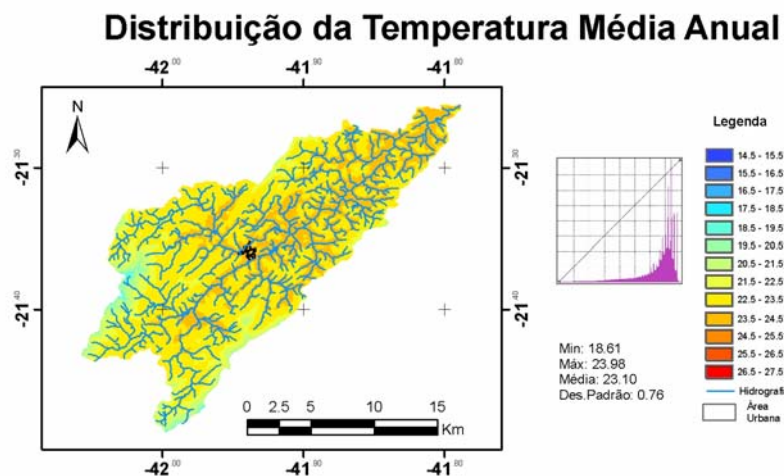 Distribuição da Temperatura Média Anual
-42.00 -41.90 -41.80
N
-21.30
-21.40
-21.30
-21.40
0 2.5 5 10 15
Km
-42.00 -41.90 -41.80
Min: 18.61
Máx: 23.98
Média: 23.10
Des.Padrão: 0.76
Legenda
14.5 - 15.5
15.5 - 16.5
16.5 - 17.5
17.5 - 18.5
18.5 - 19.5
19.5 - 20.5
20.5 - 21.5
21.5 - 22.5
22.5 - 23.5
23.5 - 24.5
24.5 - 25.5
25.5 - 26.5
26.5 - 27.5
Hidrografi
Área
Urbana